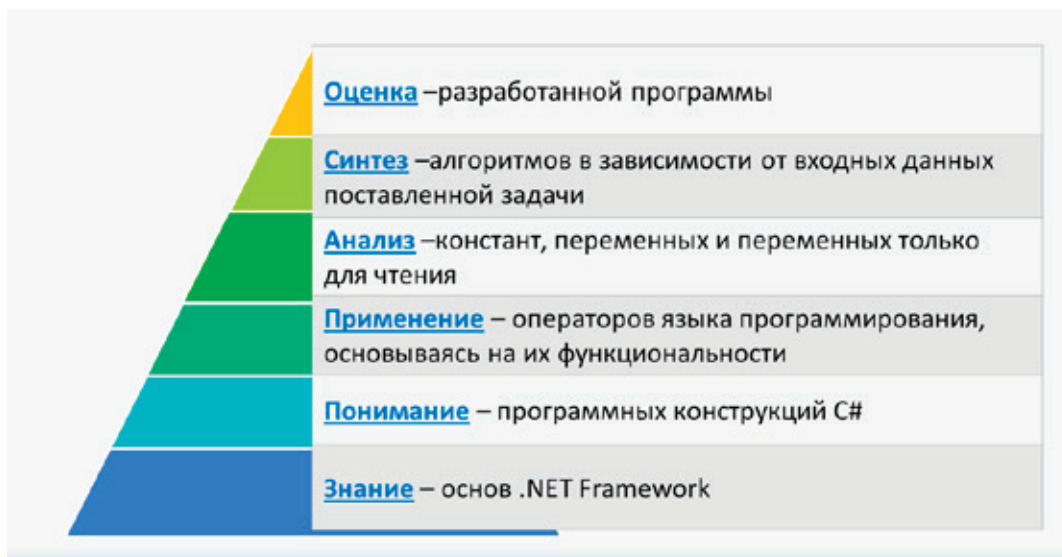 Оценка –разработанной программы
Синтез –алгоритмов в зависимости от входных данных
поставленной задачи
Анализ –констант, переменных и переменных только
для чтения
Применение – операторов языка программирования,
основываясь на их функциональности
Понимание – программных конструкций C#
Знание – основ .NET Framework